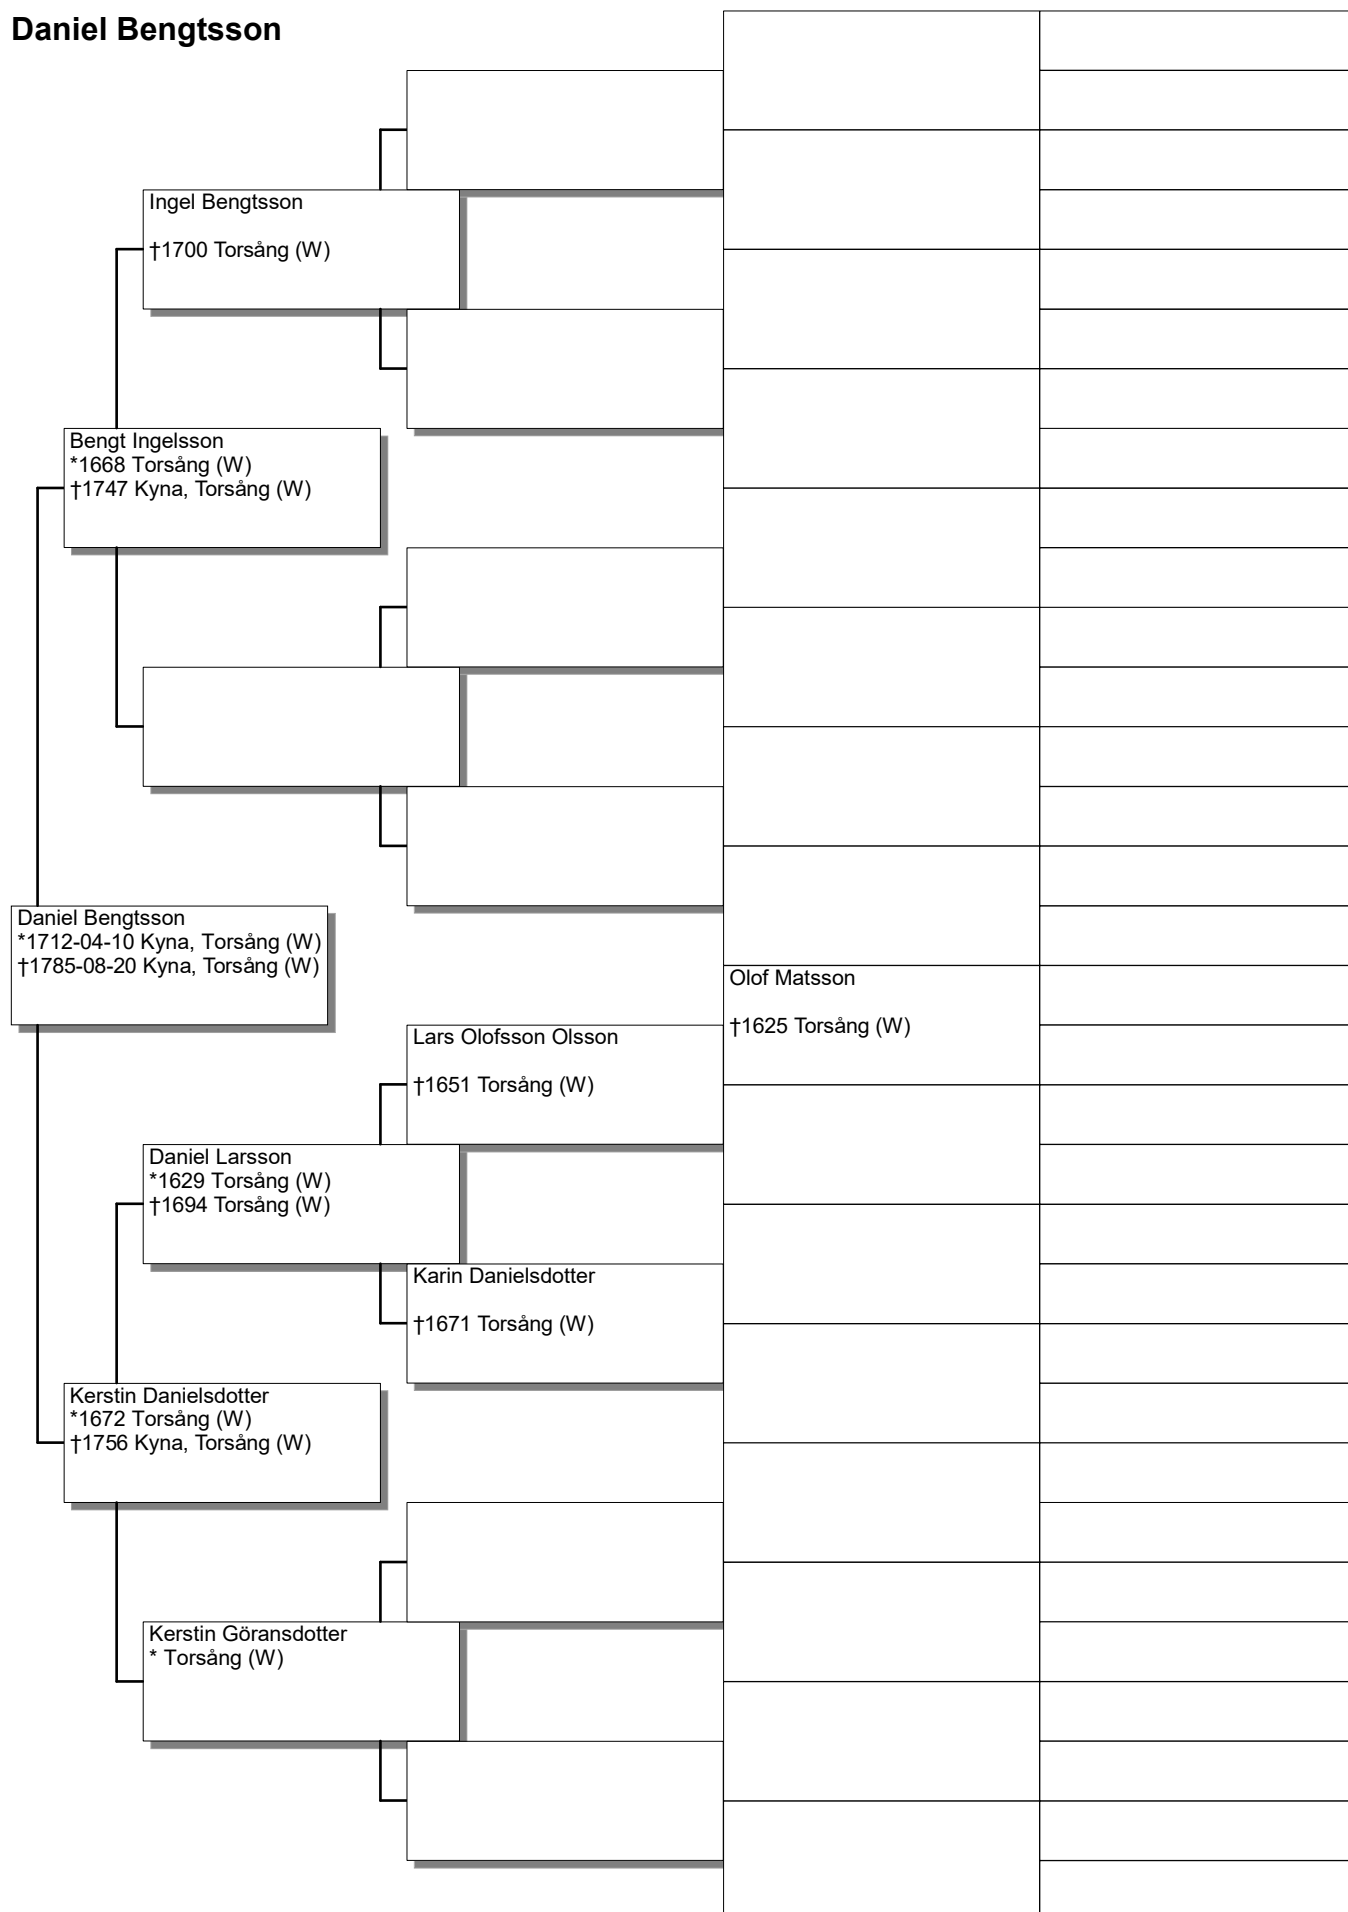 Daniel Bengtsson
Ingel Bengtsson
†1700 Torsång (W)
Bengt Ingelsson
*1668 Torsång (W)
†1747 Kyna, Torsång (W)
Daniel Bengtsson
*1712-04-10 Kyna, Torsång (W)
†1785-08-20 Kyna, Torsång (W)
Olof Matsson
†1625 Torsång (W)
Lars Olofsson Olsson
†1651 Torsång (W)
Daniel Larsson
*1629 Torsång (W)
†1694 Torsång (W)
Karin Danielsdotter
†1671 Torsång (W)
Kerstin Danielsdotter
*1672 Torsång (W)
†1756 Kyna, Torsång (W)
Kerstin Göransdotter
* Torsång (W)